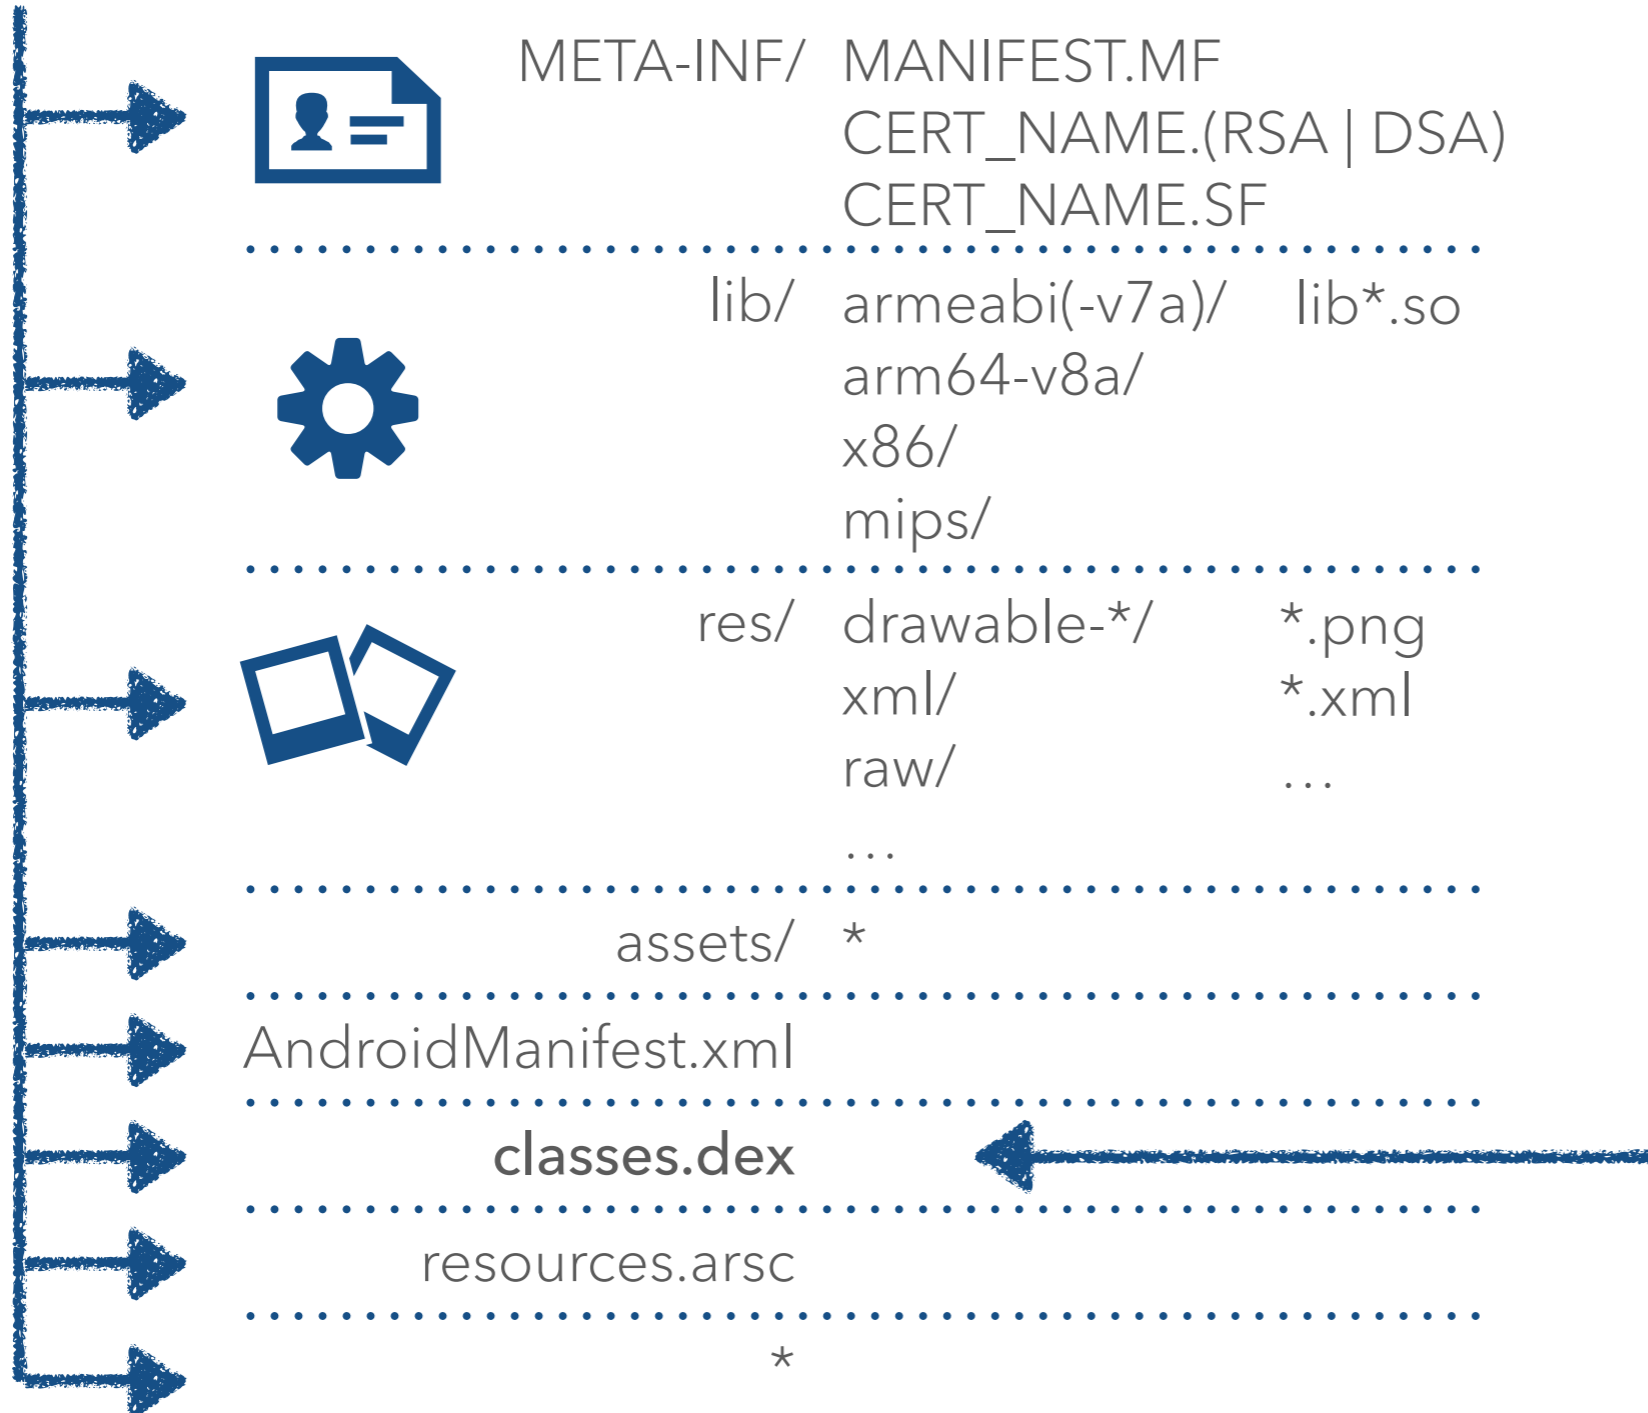 META-INF/ MANIFEST.MF
CERT_NAME.(RSA | DSA)
CERT_NAME.SF
lib/ armeabi(-v7a)/ lib*.so
arm64-v8a/
x86/
mips/
res/ drawable-*/ *.png
xml/ *.xml
raw/ …
…
assets/ *
AndroidManifest.xml
classes.dex
resources.arsc
*